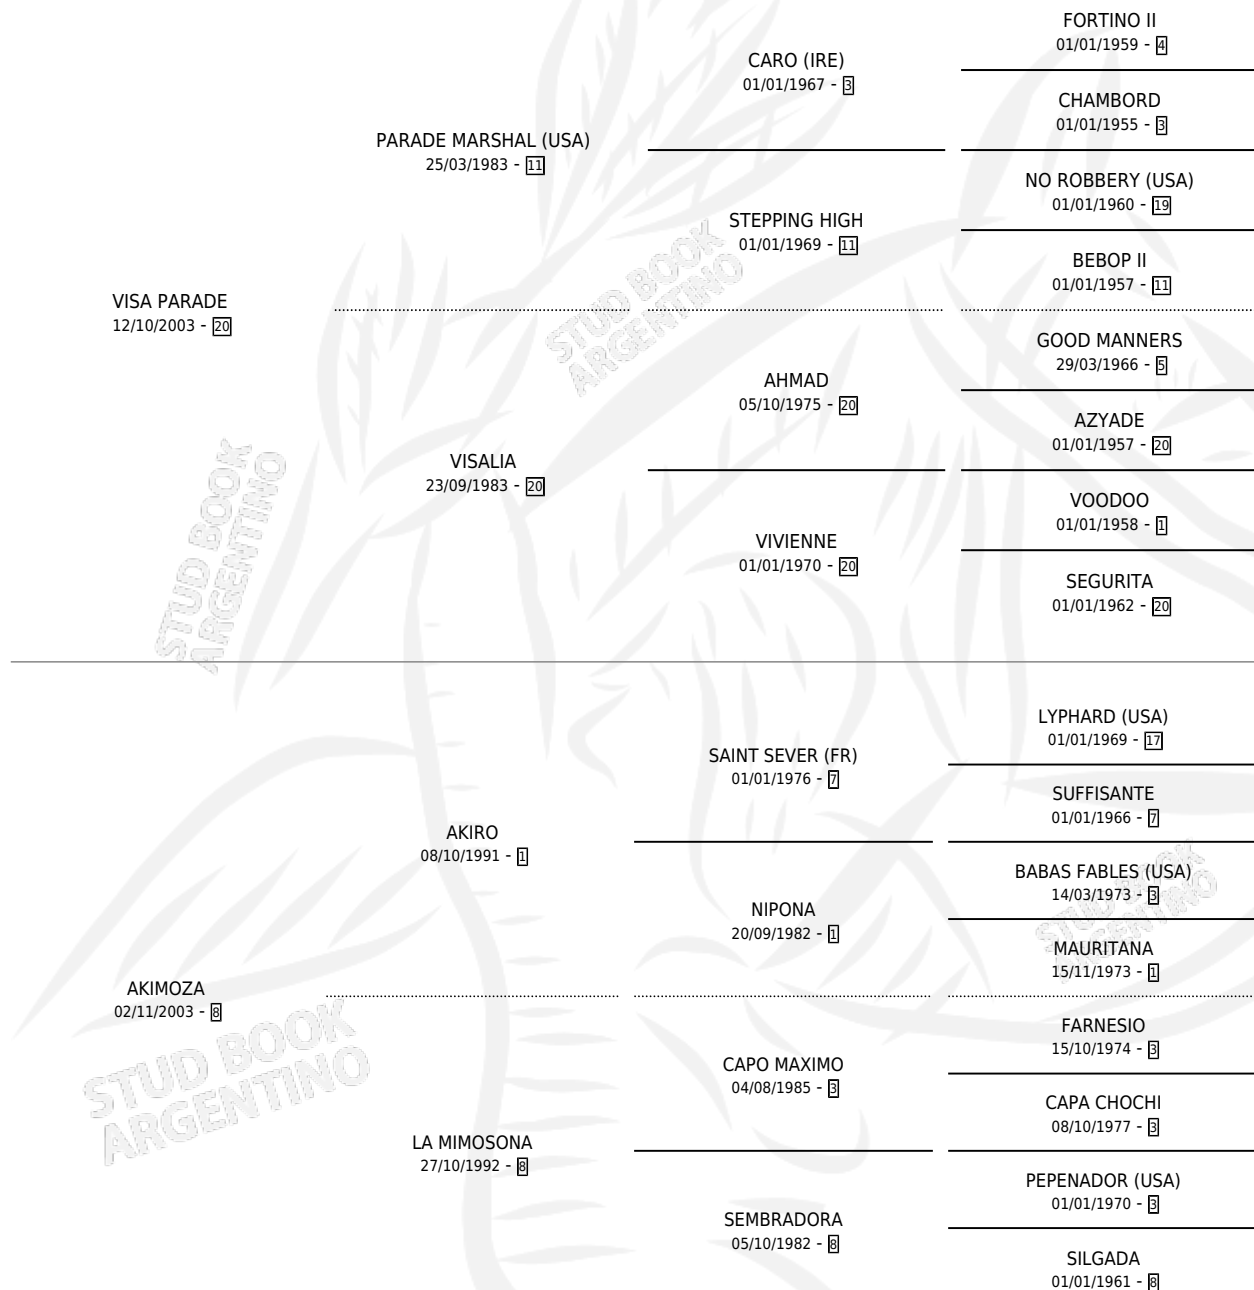 FORTINO II
01/01/1959 - 4
CARO (IRE)
01/01/1967 - 3
CHAMBORD
01/01/1955 - 3
PARADE MARSHAL (USA)
25/03/1983 - 11
NO ROBBERY (USA)
01/01/1960 - 19
STEPPING HIGH
01/01/1969 - 11
BEBOP II
01/01/1957 - 11
VISA PARADE
12/10/2003 - 20
GOOD MANNERS
29/03/1966 - 5
AHMAD
05/10/1975 - 20
AZYADE
01/01/1957 - 20
VISALIA
23/09/1983 - 20
VOODOO
01/01/1958 - 1
VIVIENNE
01/01/1970 - 20
SEGURITA
01/01/1962 - 20
STUD BOOK
ARGENTINO
STUD BOOK
ARGENTINO
LYPHARD (USA)
01/01/1969 - 17
SAINT SEVER (FR)
01/01/1976 - 7
SUFFISANTE
01/01/1966 - 7
AKIRO
08/10/1991 - 1
BABAS FABLES (USA)
14/03/1973 - 3
NIPONA
20/09/1982 - 1
MAURITANA
15/11/1973 - 1
STUD BOOK
ARGENTINO
AKIMOZA
02/11/2003 - 8
FARNESIO
15/10/1974 - 3
CAPO MAXIMO
04/08/1985 - 3
CAPA CHOCHI
08/10/1977 - 3
STUD BOOK
ARGENTINO
LA MIMOSONA
27/10/1992 - 8
PEPENADOR (USA)
01/01/1970 - 3
SEMBRADORA
05/10/1982 - 8
SILGADA
01/01/1961 - 8